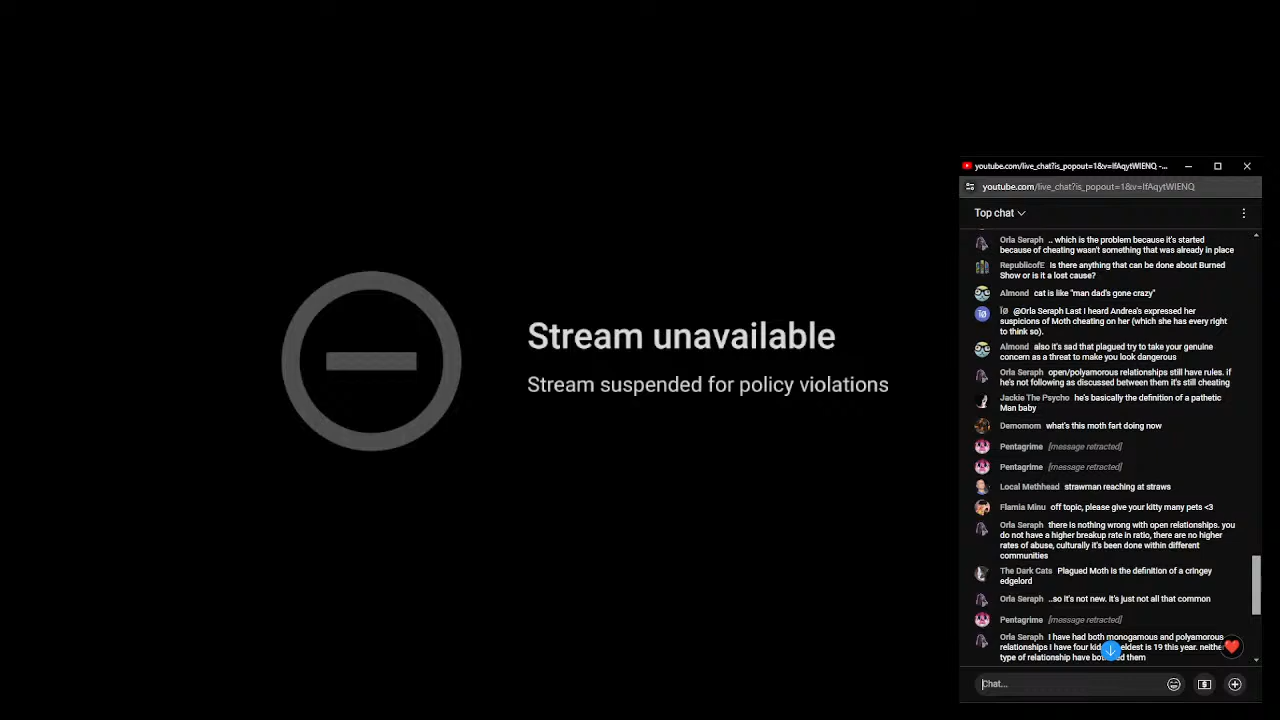 Stream unavailable
Stream suspended for policy violations
youtube.com/live_chat?is_popout=1&v=IfAqytWIENQ -...
youtube.com/live_chat?is_popout=1&v=IfAqytWIENQ
Top chat
Orla Seraph .. which is the problem because it's started
because of cheating wasn't something that was already in place
RepublicofE Is there anything that can be done about Burned
Show or is it a lost cause?
Almond cat is like "man dad's gone crazy"
ÏØ @Orla Seraph Last I heard Andrea's expressed her
suspicions of Moth cheating on her (which she has every right
to think so).
Almond also it's sad that plagued try to take your genuine
concern as a threat to make you look dangerous
Orla Seraph open/polyamorous relationships still have rules. if
he's not following as discussed between them it's still cheating
Jackie The Psycho he's basically the definition of a pathetic
Man baby
Demomom what's this moth fart doing now
Pentagrime [message retracted]
Pentagrime [message retracted]
Local Methhead strawman reaching at straws
Flamia Minu off topic, please give your kitty many pets <3
Orla Seraph there is nothing wrong with open relationships. you
do not have a higher breakup rate in ratio, there are no higher
rates of abuse, culturally it's been done within different
communities
The Dark Cats Plagued Moth is the definition of a cringey
edgelord
Orla Seraph ..so it's not new. it's just not all that common
Pentagrime [message retracted]
Orla Seraph I have had both monogamous and polyamorous
relationships I have four eldest is 19 this year.
type of relationship have them
Chat...